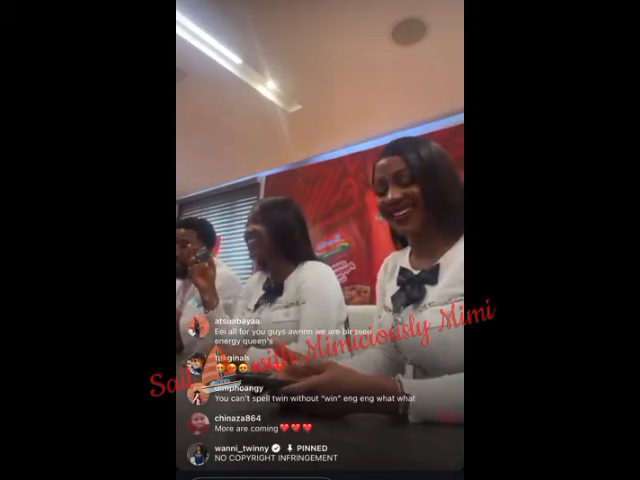 atsuabayaa
Eei all for you guys awnnn we are blessed
energy queen's
Sail with Mimiciously Mimi
You can't spell twin without "win" eng eng what what
chinaza864
More are coming❤️❤️❤️
wanni_twinny PINNED
NO COPYRIGHT INFRINGEMENT